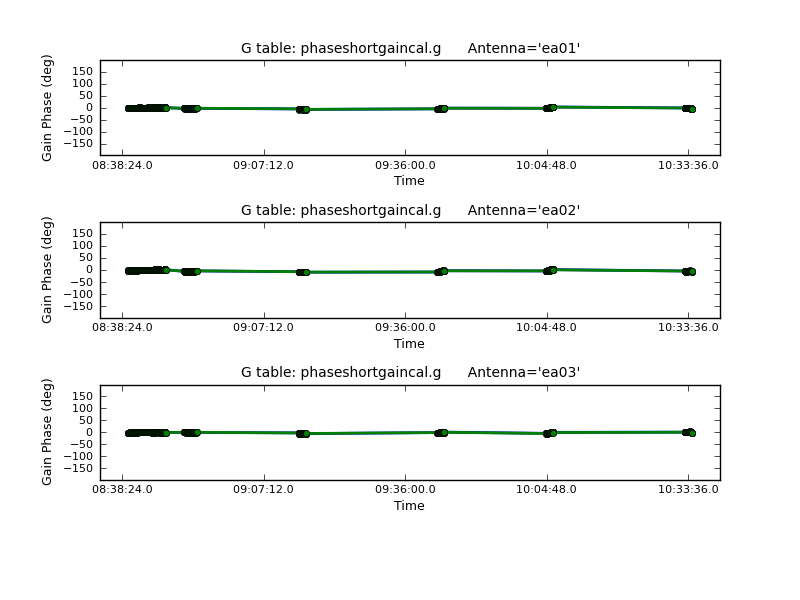 G table: phaseshortgaincal.g Antenna='ea01'
Gain Phase (deg)
150
100
50
0
−50
−100
−150
08:38:24.0 09:07:12.0 09:36:00.0 10:04:48.0 10:33:36.0
Time
G table: phaseshortgaincal.g Antenna='ea02'
Gain Phase (deg)
150
100
50
0
−50
−100
−150
08:38:24.0 09:07:12.0 09:36:00.0 10:04:48.0 10:33:36.0
Time
G table: phaseshortgaincal.g Antenna='ea03'
Gain Phase (deg)
150
100
50
0
−50
−100
−150
08:38:24.0 09:07:12.0 09:36:00.0 10:04:48.0 10:33:36.0
Time